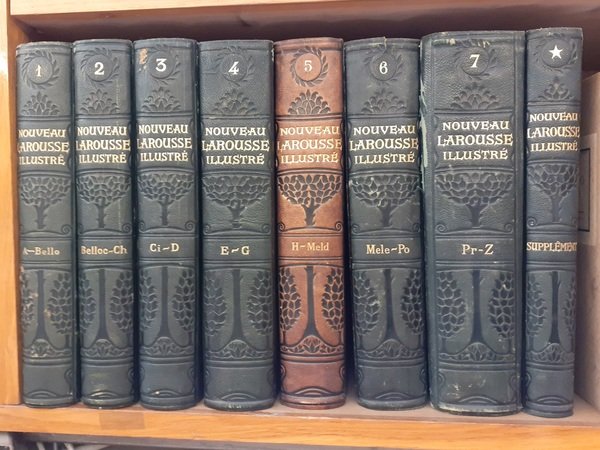 1
NOUVEAU
LAROUSSE
ILLUSTRÉ
A~Bello
2
NOUVEAU
LAROUSSE
ILLUSTRÉ
Belloc-Ch
3
NOUVEAU
LAROUSSE
ILLUSTRÉ
Ci~D
4
NOUVEAU
LAROUSSE
ILLUSTRÉ
E~G
5
NOUVEAU
LAROUSSE
ILLUSTRÉ
H~Meld
6
NOUVEAU
LAROUSSE
ILLUSTRÉ
Mele~Po
7
NOUVEAU
LAROUSSE
ILLUSTRÉ
Pr-Z
★
NOUVEAU
LAROUSSE
ILLUSTRÉ
SUPPLÉMENT